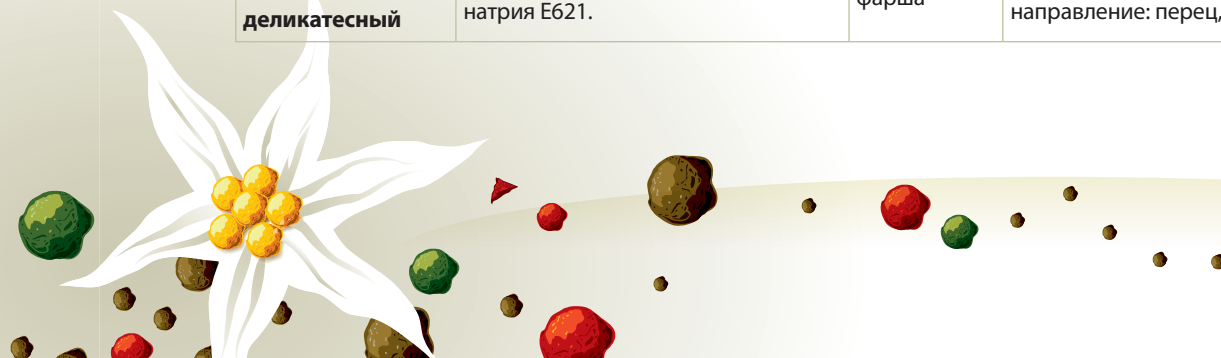 деликатесный
натрия Е621.
фарша
направление: перец,